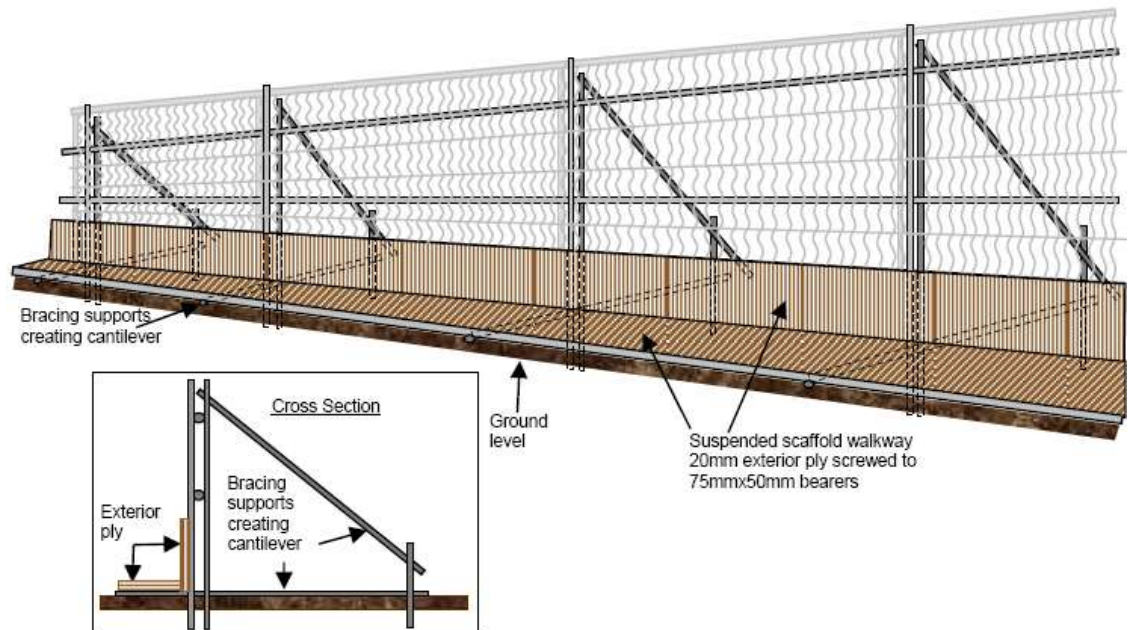 Bracing supports
creating cantilever
Ground
level
Suspended scaffold walkway
20mm exterior ply screwed to
75mmx50mm bearers
Cross Section
Exterior
ply
Bracing
supports
creating
cantilever